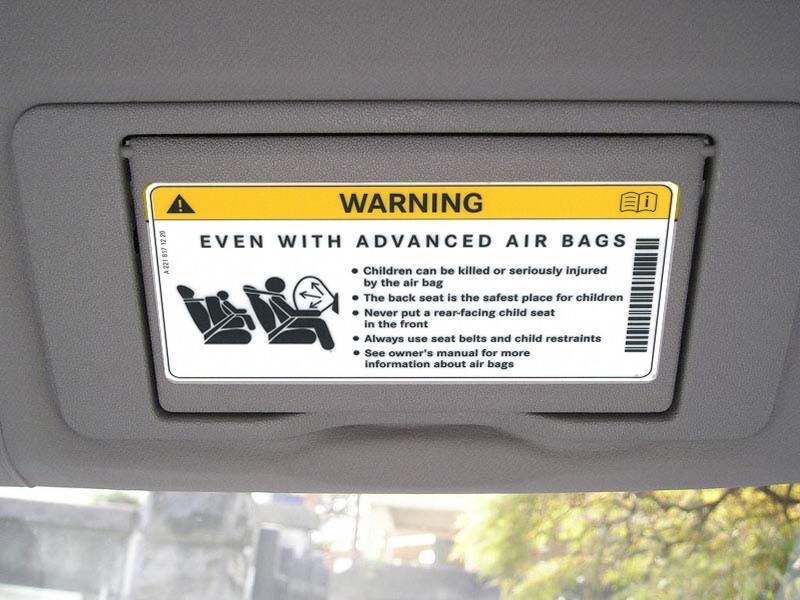 WARNING
EVEN WITH ADVANCED AIR BAGS
A 221 817 12 20
• Children can be killed or seriously injured
by the air bag
• The back seat is the safest place for children
• Never put a rear-facing child seat
in the front
• Always use seat belts and child restraints
• See owner's manual for more
information about air bags